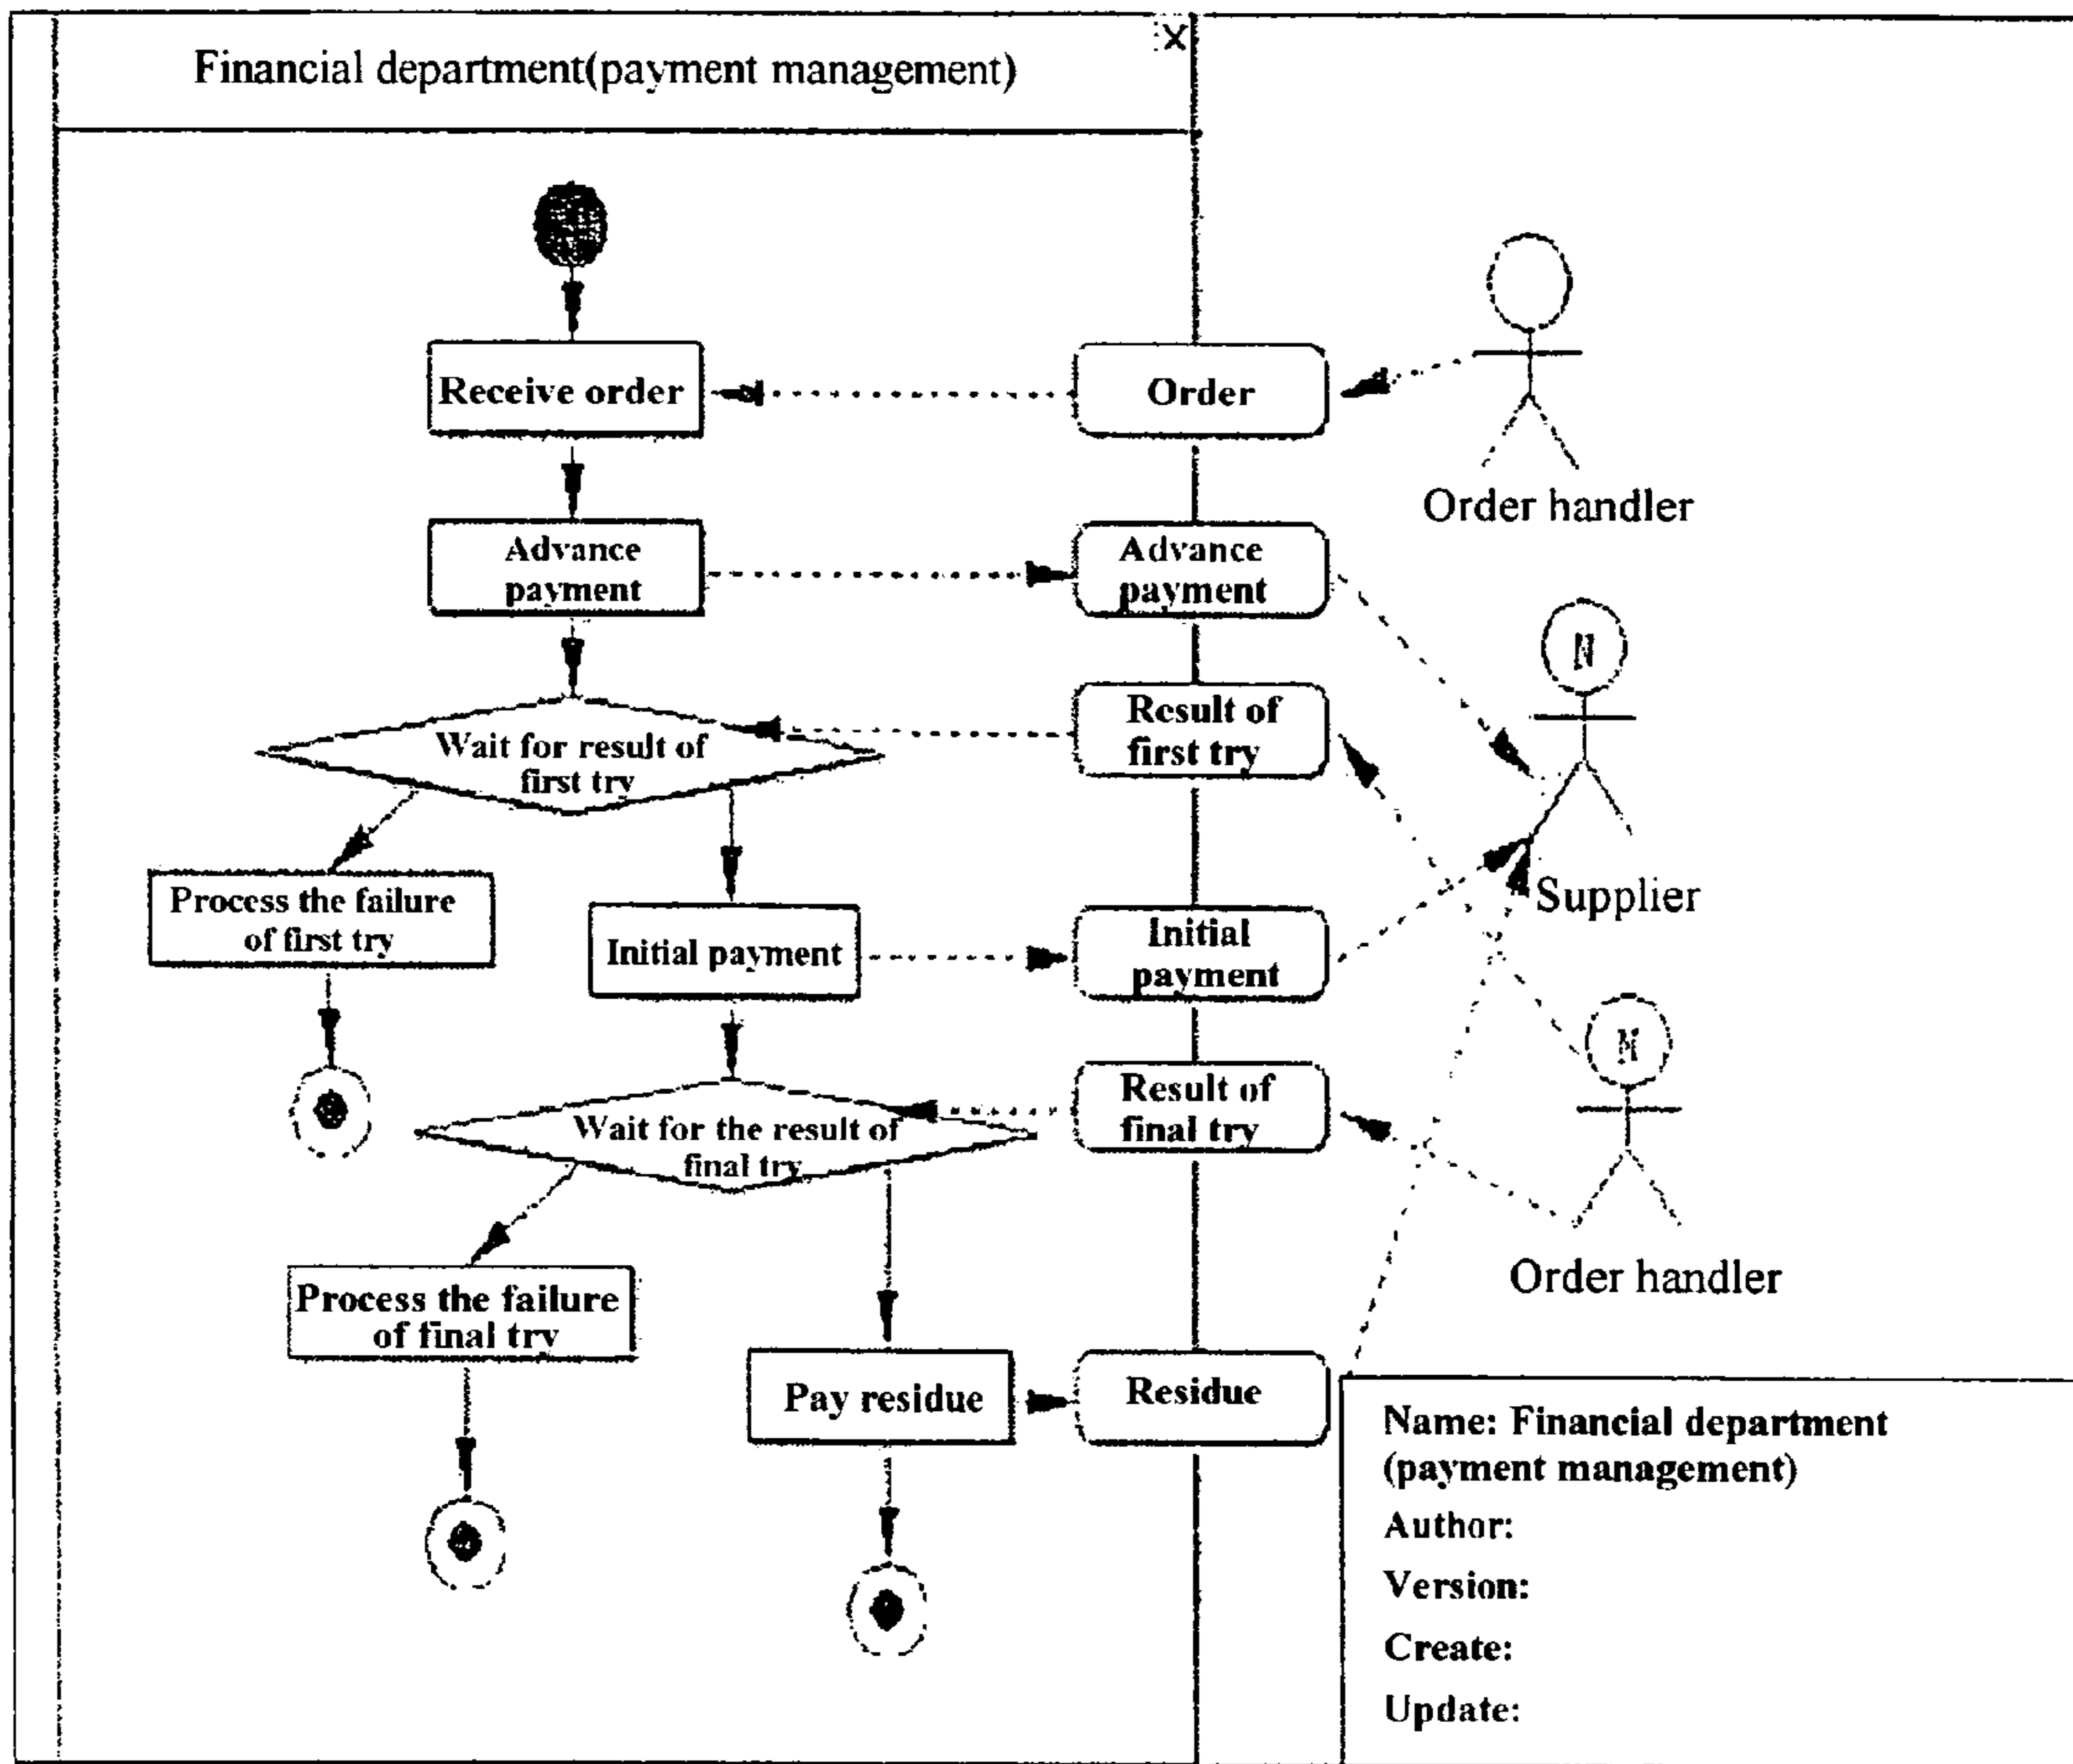 X
Financial department(payment management)
Receive order
Order
Order handler
Advance
payment
Advance
payment
Result of
first try
Wait for result of
first try
Supplier
Process the failure
of first try
Initial payment
Initial
payment
Result of
final try
Wait for the result of
final try
Order handler
Process the failure
of final try
Pay residue
Residue
Name: Financial department
(payment management)
Author:
Version:
Create:
Update: